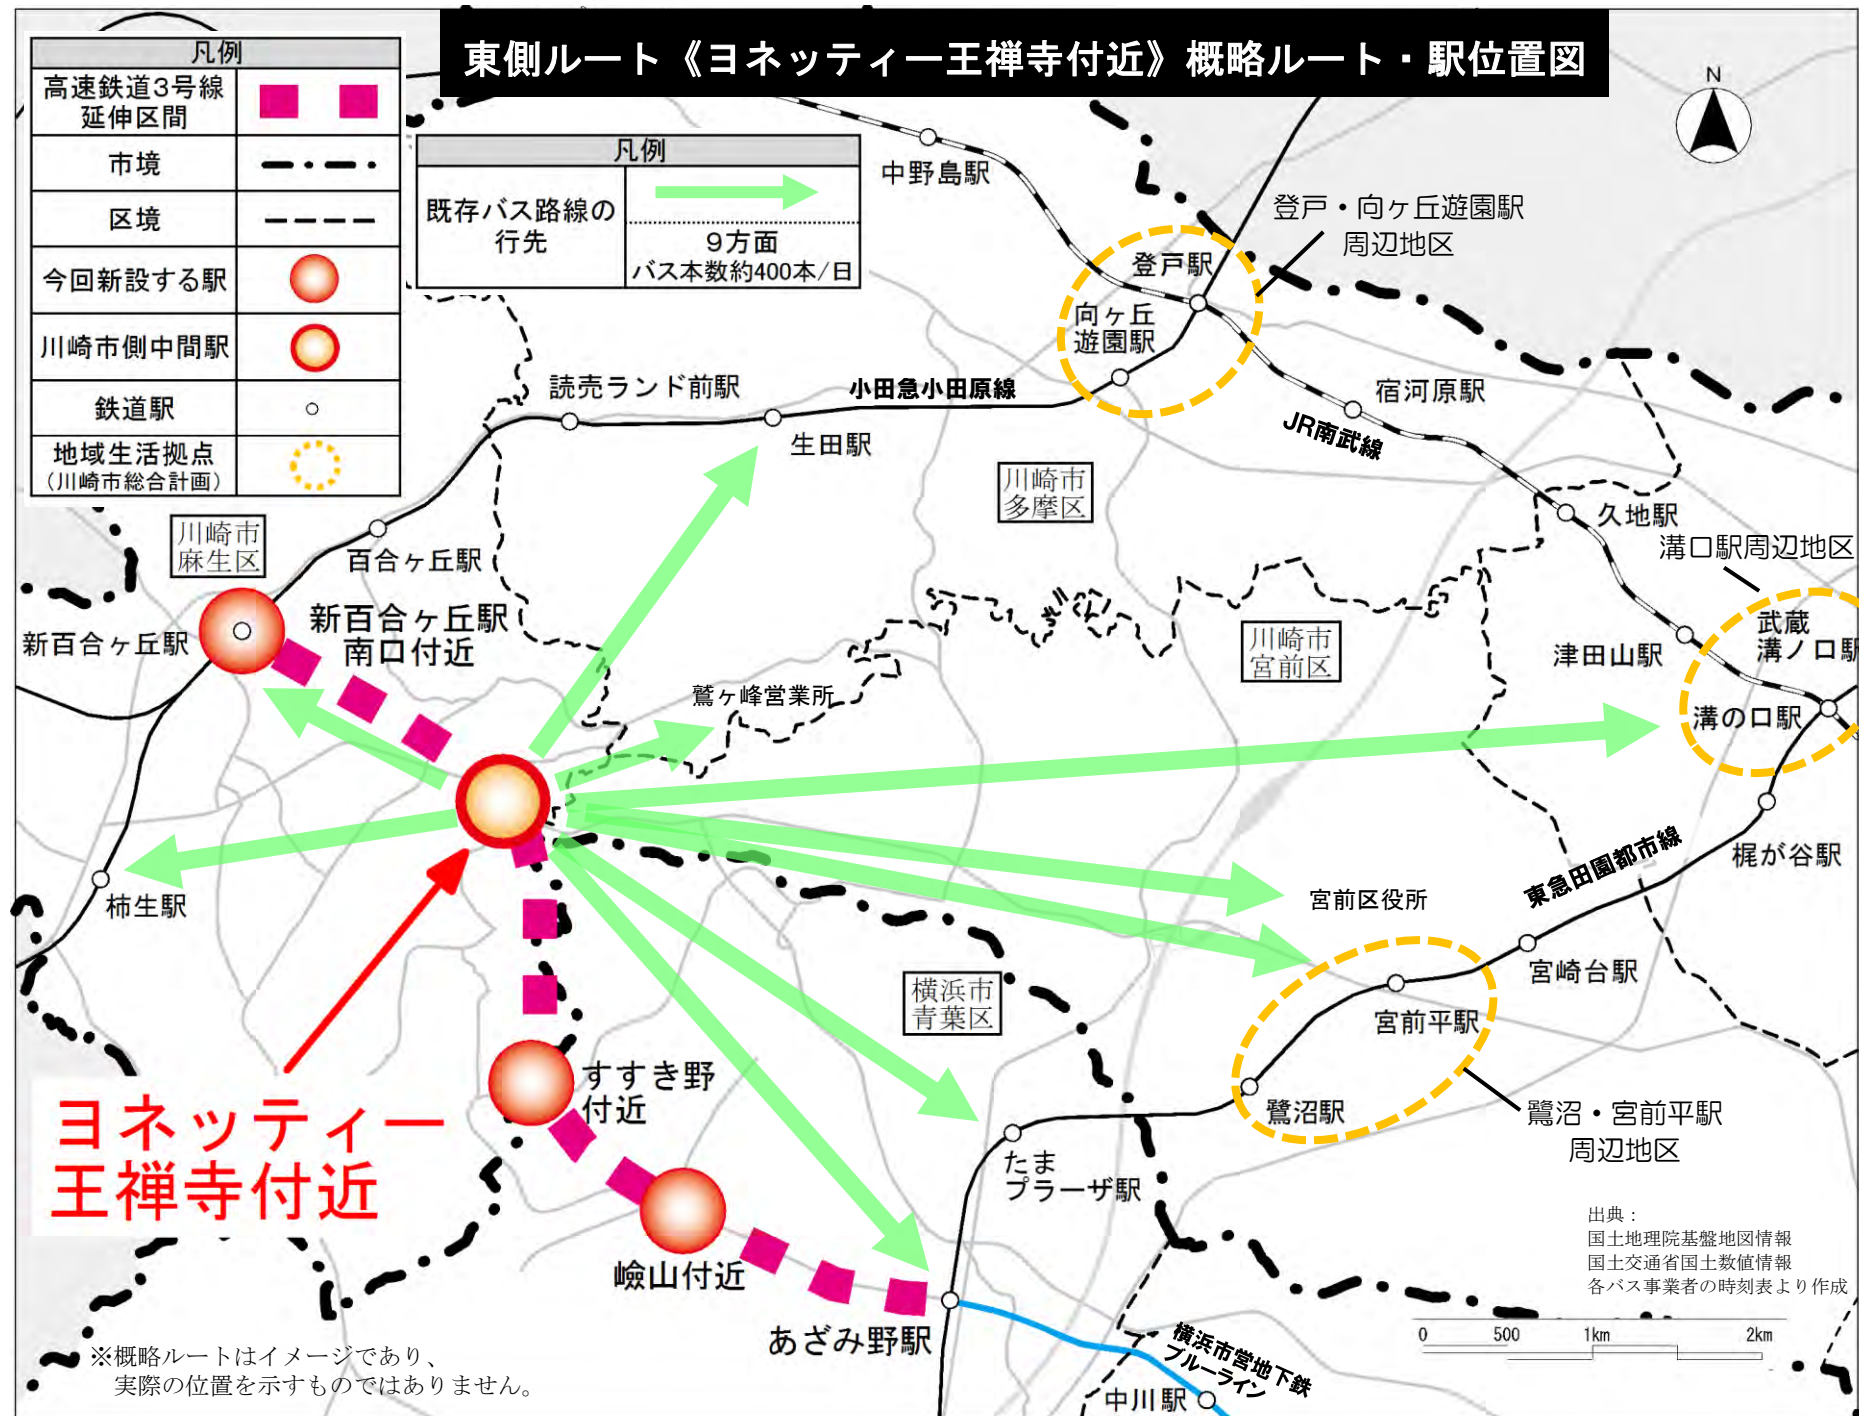 東側ルート《ヨネッティー王禅寺付近》概略ルート・駅位置図
凡例
高速鉄道3号線
延伸区間
市境
区境
今回新設する駅
川崎市側中間駅
鉄道駅
地域生活拠点
（川崎市総合計画）
凡例
既存バス路線の
行先
9方面
バス本数約400本/日
N
中野島駅
登戸・向ヶ丘遊園駅
周辺地区
登戸駅
向ヶ丘
遊園駅
読売ランド前駅
小田急小田原線
生田駅
宿河原駅
JR南武線
川崎市
多摩区
久地駅
溝口駅周辺地区
川崎市
麻生区
百合ヶ丘駅
新百合ヶ丘駅
新百合ヶ丘駅
南口付近
武蔵
溝ノ口駅
津田山駅
川崎市
宮前区
鷲ヶ峰営業所
溝の口駅
梶が谷駅
東急田園都市線
柿生駅
宮前区役所
宮崎台駅
横浜市
青葉区
宮前平駅
すすき野
付近
鷺沼駅
鷺沼・宮前平駅
周辺地区
ヨネッティー
王禅寺付近
たま
プラーザ駅
嶮山付近
出典：
国土地理院基盤地図情報
国土交通省国土数値情報
各バス事業者の時刻表より作成
あざみ野駅
横浜市営地下鉄
ブルーライン
中川駅
0 500 1km 2km
※概略ルートはイメージであり、
実際の位置を示すものではありません。